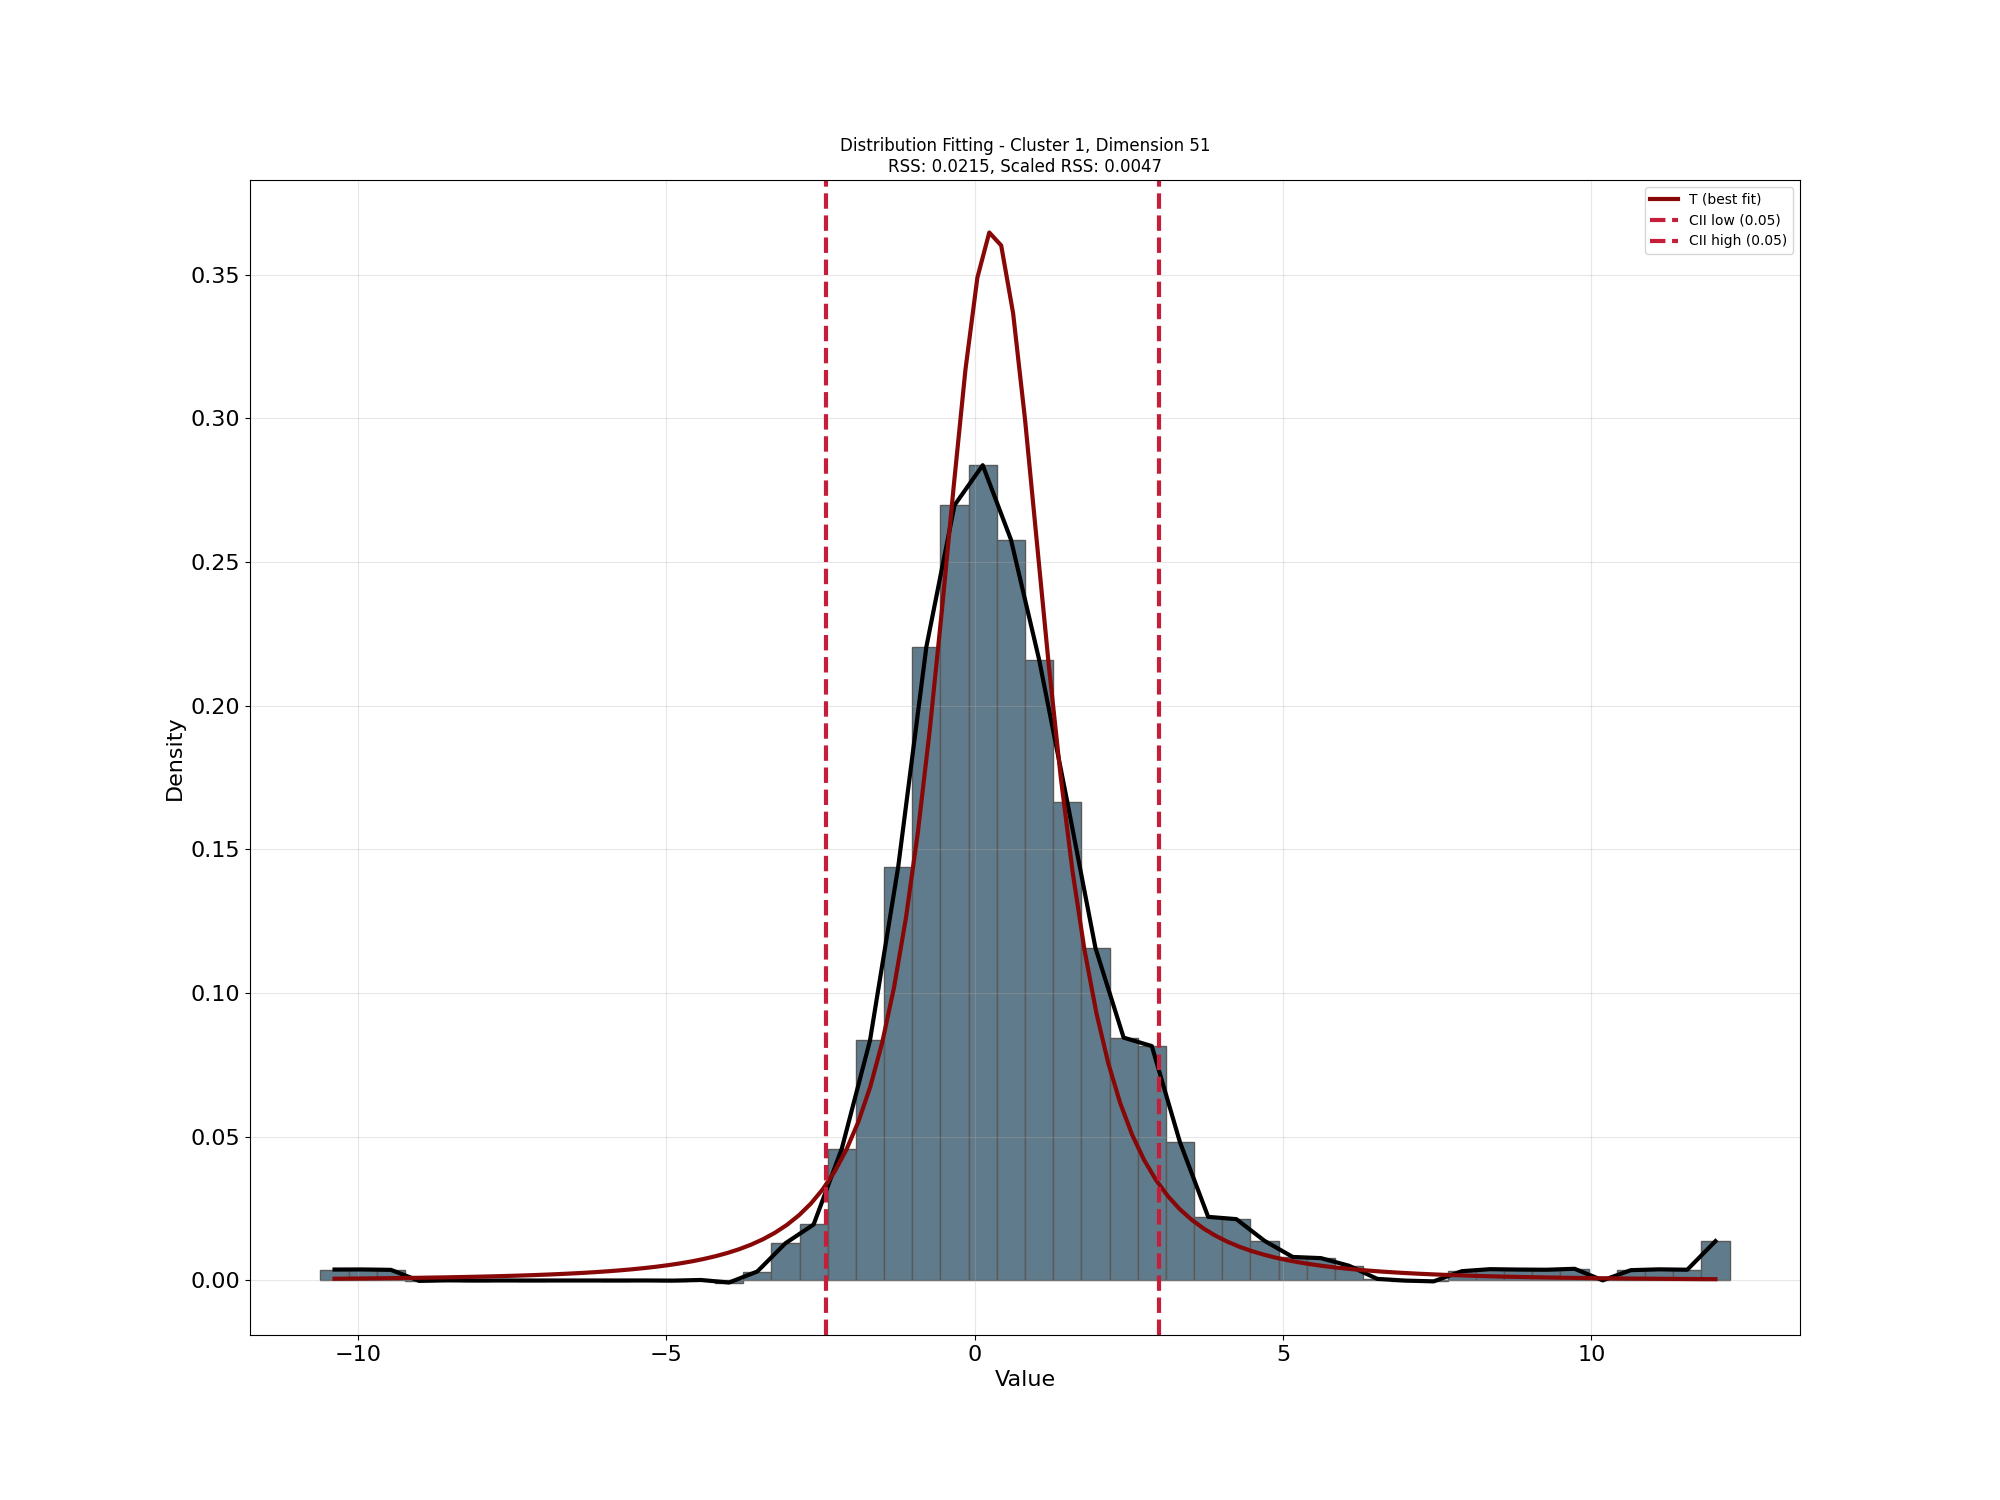 Distribution Fitting - Cluster 1, Dimension 51
RSS: 0.0215, Scaled RSS: 0.0047
T (best fit)
CII low (0.05)
CII high (0.05)
0.35
0.30
0.25
0.20
0.15
0.10
0.05
0.00
Density
−10
−5
0
5
10
Value